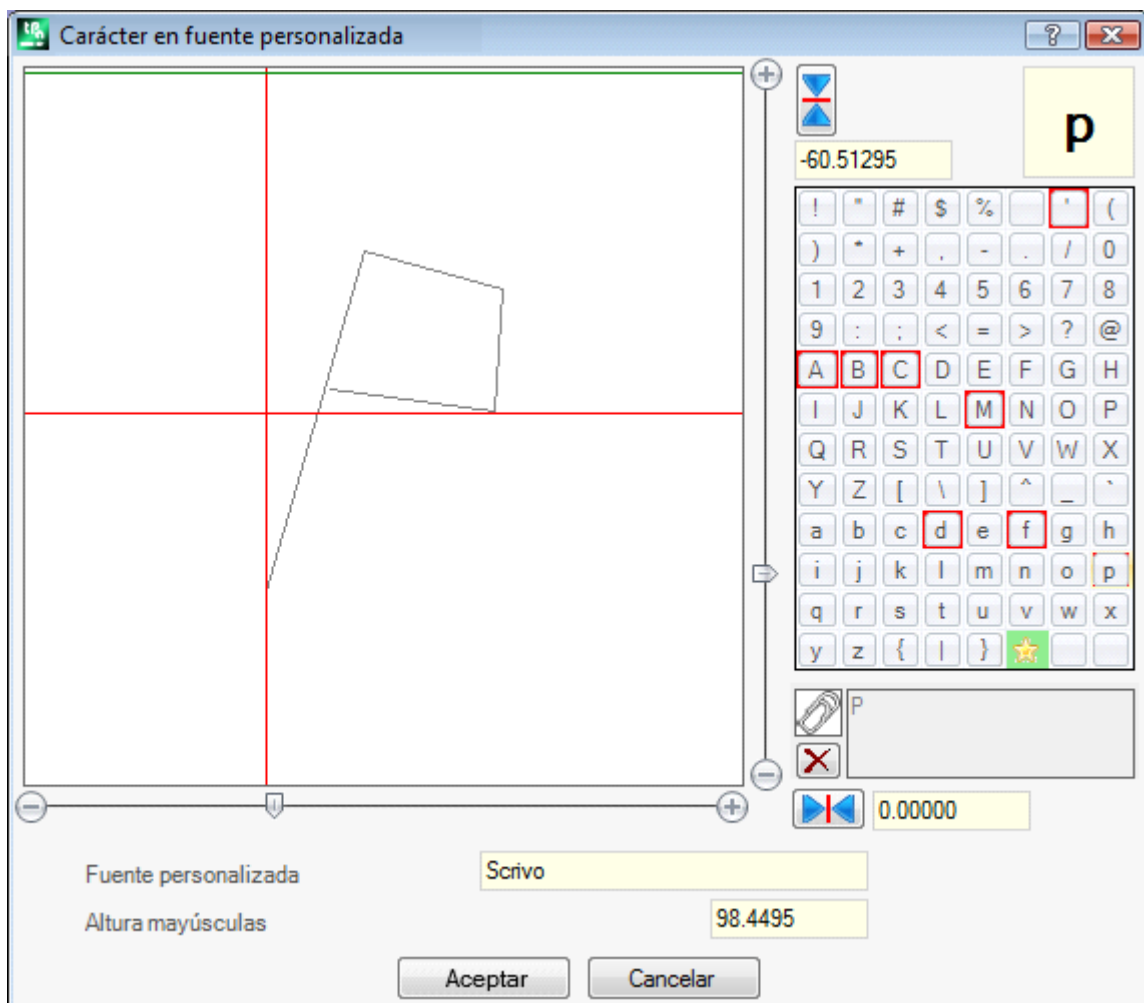 Carácter en fuente personalizada
p
-60.51295
! " # $ % ' (
) * + , - . / 0
1 2 3 4 5 6 7 8
9 : ; < = > ? @
A B C D E F G H
I J K L M N O P
Q R S T U V W X
Y Z [ \ ] ^ _ `
a b c d e f g h
i j k l m n o p
q r s t u v w x
y z { | }
P
0.00000
Fuente personalizada Scrivo
Altura mayúsculas 98.4495
Aceptar Cancelar